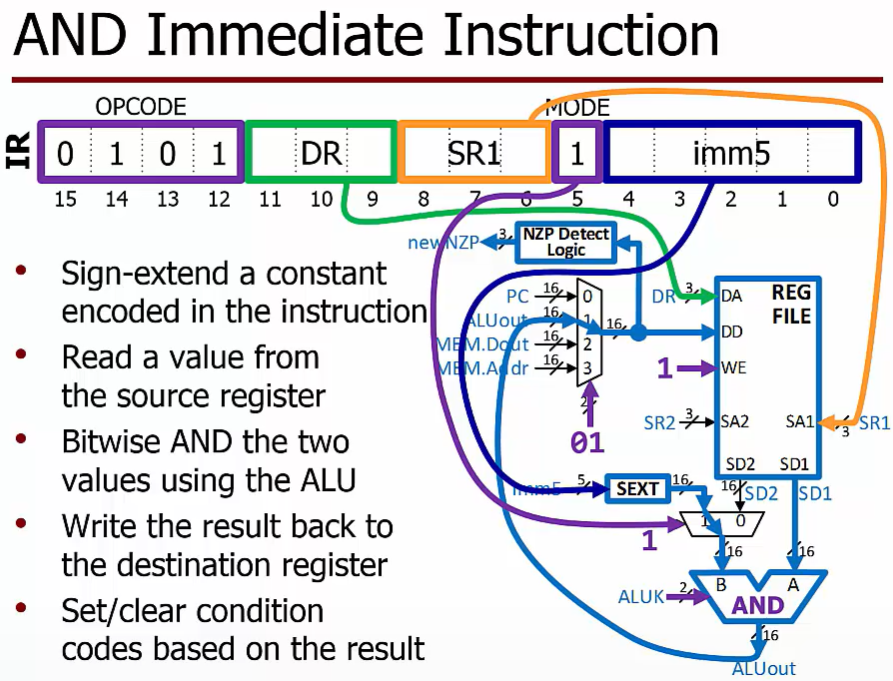 AND Immediate Instruction
OPCODE
MODE
IR
0 1 0 1 DR SR1 1 imm5
15 14 13 12 11 10 9 8 7 6 5 4 3 2 1 0
• Sign-extend a constant
encoded in the instruction
• Read a value from
the source register
• Bitwise AND the two
values using the ALU
• Write the result back to
the destination register
• Set/clear condition
codes based on the result
newNZP
3
NZP Detect
Logic
PC 16 0
ALUout 16 1
MEM.Dout 16 2
MEM.Addr 16 3
16
2
01
DR 3 DA
REG
FILE
DD
1 WE
SR2 3 SA2
SA1 3 SR1
SD2 SD1
imm5 5 SEXT 16
16 SD2 SD1
1 0
1
16 16
ALUK 2
B A
AND
16
ALUout